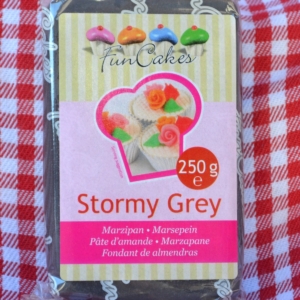 FunCakes
250 g
e
Stormy Grey
Marzipan • Marsepein
Pâte d'amande • Marzapane
Fondant de almendras